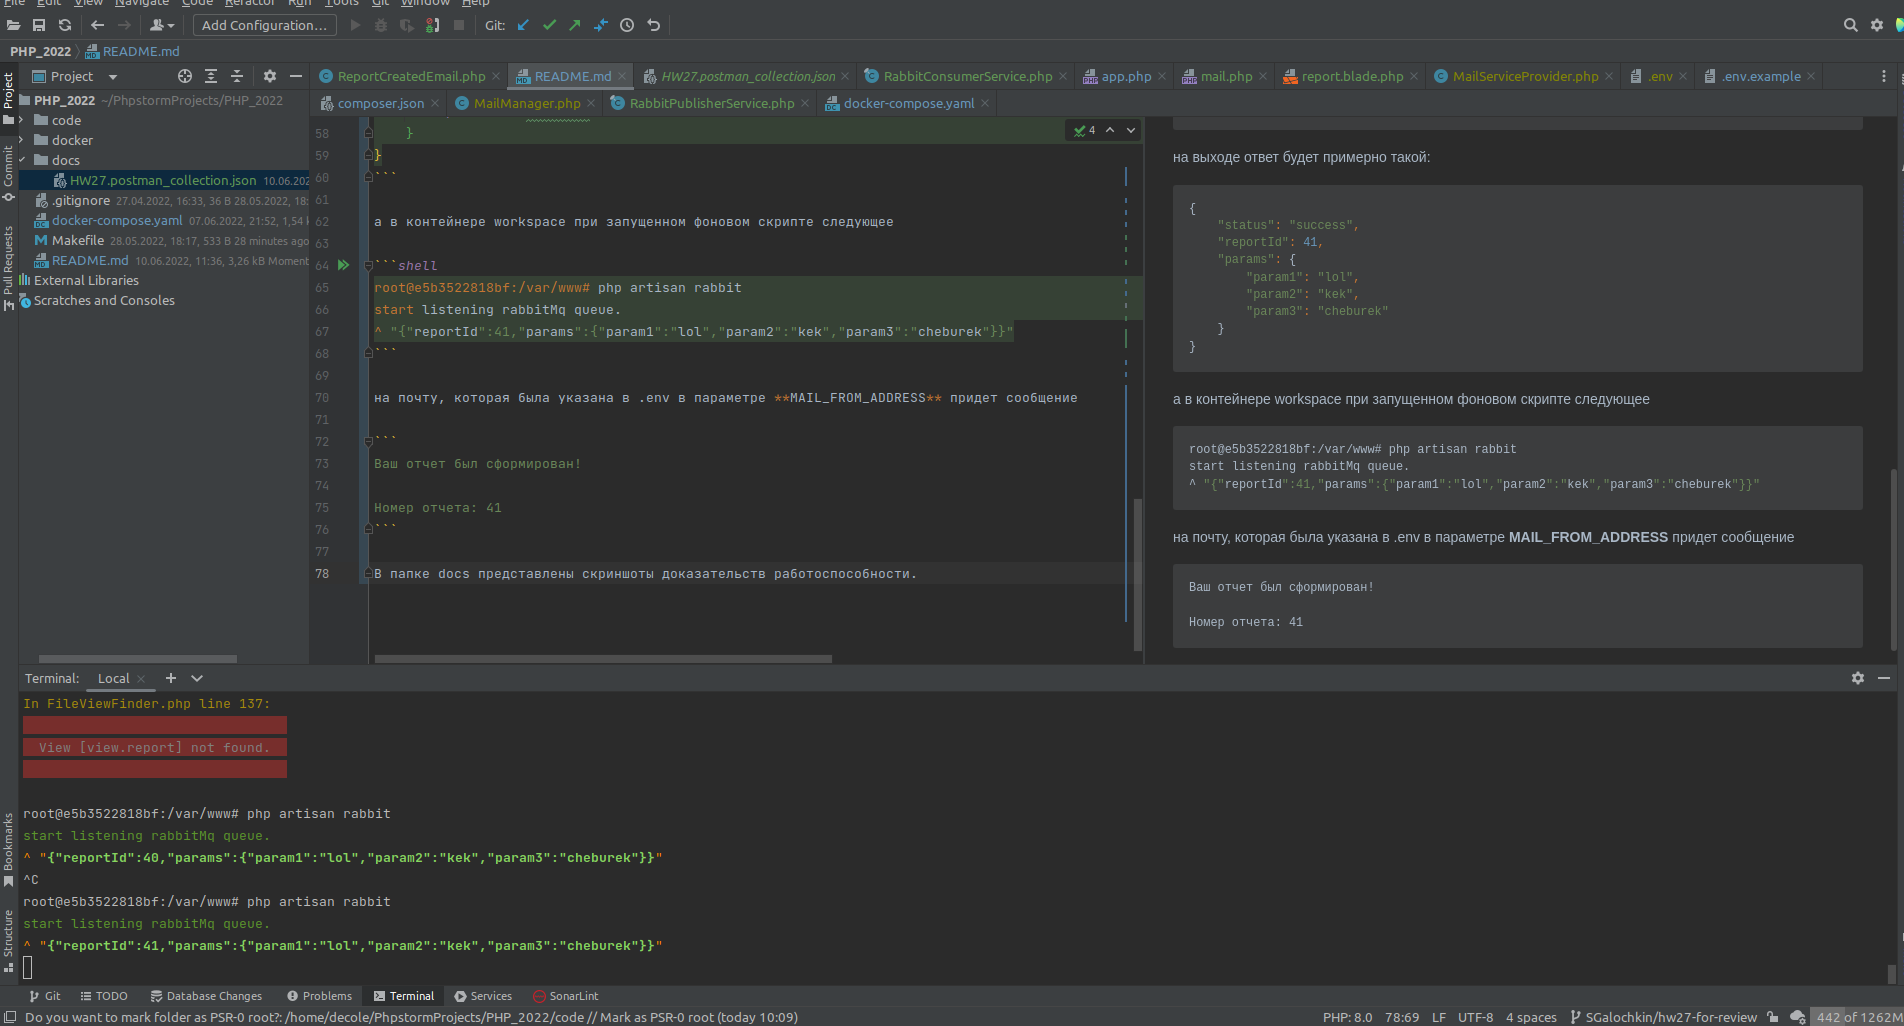 File Edit View Navigate Code Refactor Run Tools Git Window Help
Add Configuration... Git:
PHP_2022 README.md
Project ReportCreatedEmail.php README.md HW27.postman_collection.json RabbitConsumerService.php app.php mail.php report.blade.php MailServiceProvider.php .env .env.example
composer.json MailManager.php RabbitPublisherService.php docker-compose.yaml
Project
Commit
Pull Requests
Bookmarks
Structure
PHP_2022 ~/PhpstormProjects/PHP_2022
code
docker
docs
HW27.postman_collection.json 10.06.202
.gitignore 27.04.2022, 16:33, 36 B 28.05.2022, 18:
docker-compose.yaml 07.06.2022, 21:52, 1,54
Makefile 28.05.2022, 18:17, 533 B 28 minutes ago
README.md 10.06.2022, 11:36, 3,26 kB Moment
External Libraries
Scratches and Consoles
4
58 }
59 }
60 ```
61
62 а в контейнере workspace при запущенном фоновом скрипте следующее
63
64 ```shell
65 root@e5b3522818bf:/var/www# php artisan rabbit
66 start listening rabbitMq queue.
67 ^ "{"reportId":41,"params":{"param1":"lol","param2":"kek","param3":"cheburek"}}"
68 ```
69
70 на почту, которая была указана в .env в параметре **MAIL_FROM_ADDRESS** придет сообщение
71
72 ```
73 Ваш отчет был сформирован!
74
75 Номер отчета: 41
76 ```
77
78 В папке docs представлены скриншоты доказательств работоспособности.
на выходе ответ будет примерно такой:
{
"status": "success",
"reportId": 41,
"params": {
"param1": "lol",
"param2": "kek",
"param3": "cheburek"
}
}
а в контейнере workspace при запущенном фоновом скрипте следующее
root@e5b3522818bf:/var/www# php artisan rabbit
start listening rabbitMq queue.
^ "{"reportId":41,"params":{"param1":"lol","param2":"kek","param3":"cheburek"}}"
на почту, которая была указана в .env в параметре MAIL_FROM_ADDRESS придет сообщение
Ваш отчет был сформирован!
Номер отчета: 41
Terminal: Local
In FileViewFinder.php line 137:
View [view.report] not found.
root@e5b3522818bf:/var/www# php artisan rabbit
start listening rabbitMq queue.
^ "{"reportId":40,"params":{"param1":"lol","param2":"kek","param3":"cheburek"}}"
^C
root@e5b3522818bf:/var/www# php artisan rabbit
start listening rabbitMq queue.
^ "{"reportId":41,"params":{"param1":"lol","param2":"kek","param3":"cheburek"}}"
Git TODO Database Changes Problems Terminal Services SonarLint
Do you want to mark folder as PSR-0 root?: /home/decole/PhpstormProjects/PHP_2022/code // Mark as PSR-0 root (today 10:09) PHP: 8.0 78:69 LF UTF-8 4 spaces SGalochkin/hw27-for-review 442 of 1262M